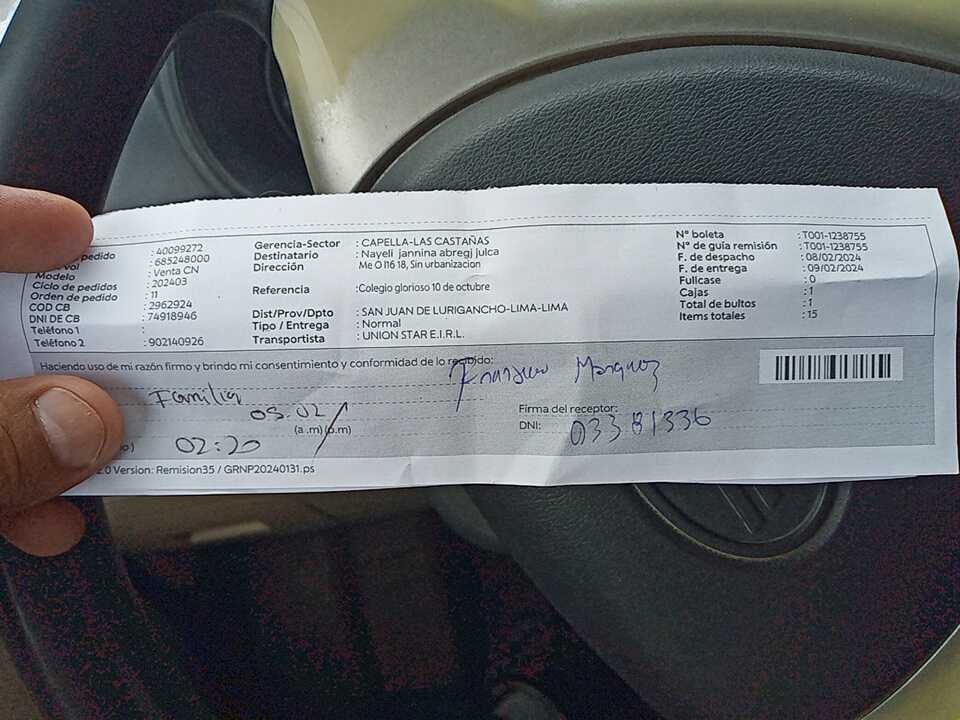 pedido : 40099272
: 685248000
Modelo : Venta CN
Ciclo de pedidos : 202403
Orden de pedido : 11
COD CB : 2962924
DNI DE CB : 74918946
Teléfono 1 :
Teléfono 2 : 902140926
Gerencia-Sector : CAPELLA-LAS CASTAÑAS
Destinatario : Nayeli jannina abregj julca
Dirección Me O l16 18, Sin urbanizacion
Referencia :Colegio glorioso 10 de octubre
Dist/Prov/Dpto : SAN JUAN DE LURIGANCHO-LIMA-LIMA
Tipo / Entrega : Normal
Transportista : UNION STAR E.I.R.L.
N° boleta : T001-1238755
N° de guía remisión : T001-1238755
F. de despacho : 08/02/2024
F. de entrega : 09/02/2024
Fullcase : 0
Cajas : 1
Total de bultos : 1
Items totales : 15
Haciendo uso de mi razón firmo y brindo mi consentimiento y conformidad de lo recibido:
Familia
(a.m)(p.m)
02:20
Marquez
Firma del receptor:
DNI: 03381336
2.0 Version: Remision35 / GRNP20240131.ps